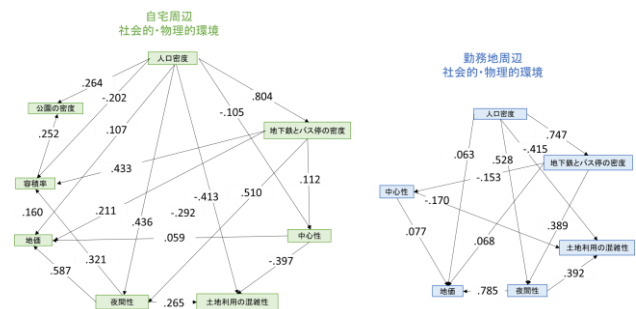 自宅周辺
社会的・物理的環境
人口密度
.264
-.202
.804
公園の密度
.107
-.105
地下鉄とバス停の密度
.252
.433
.112
容積率
.160
.211
.436
-.292
-.413
.510
地価
.059
中心性
.587
.321
-.397
夜間性
.265
土地利用の混雑性
勤務地周辺
社会的・物理的環境
人口密度
.747
.063
.528
-.415
地下鉄とバス停の密度
-.153
中心性
-.170
.389
.077
.068
土地利用の混雑性
.392
地価
.785
夜間性